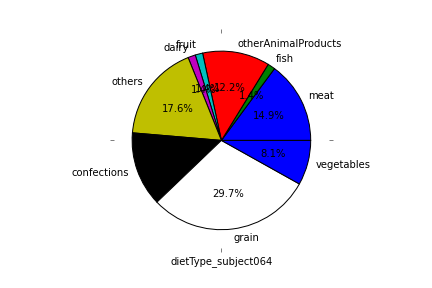 otherAnimalProducts
fruit
dairy
fish
others
12.2%
1.4%
meat
17.6%
14.9%
8.1%
vegetables
confections
29.7%
grain
dietType_subject064